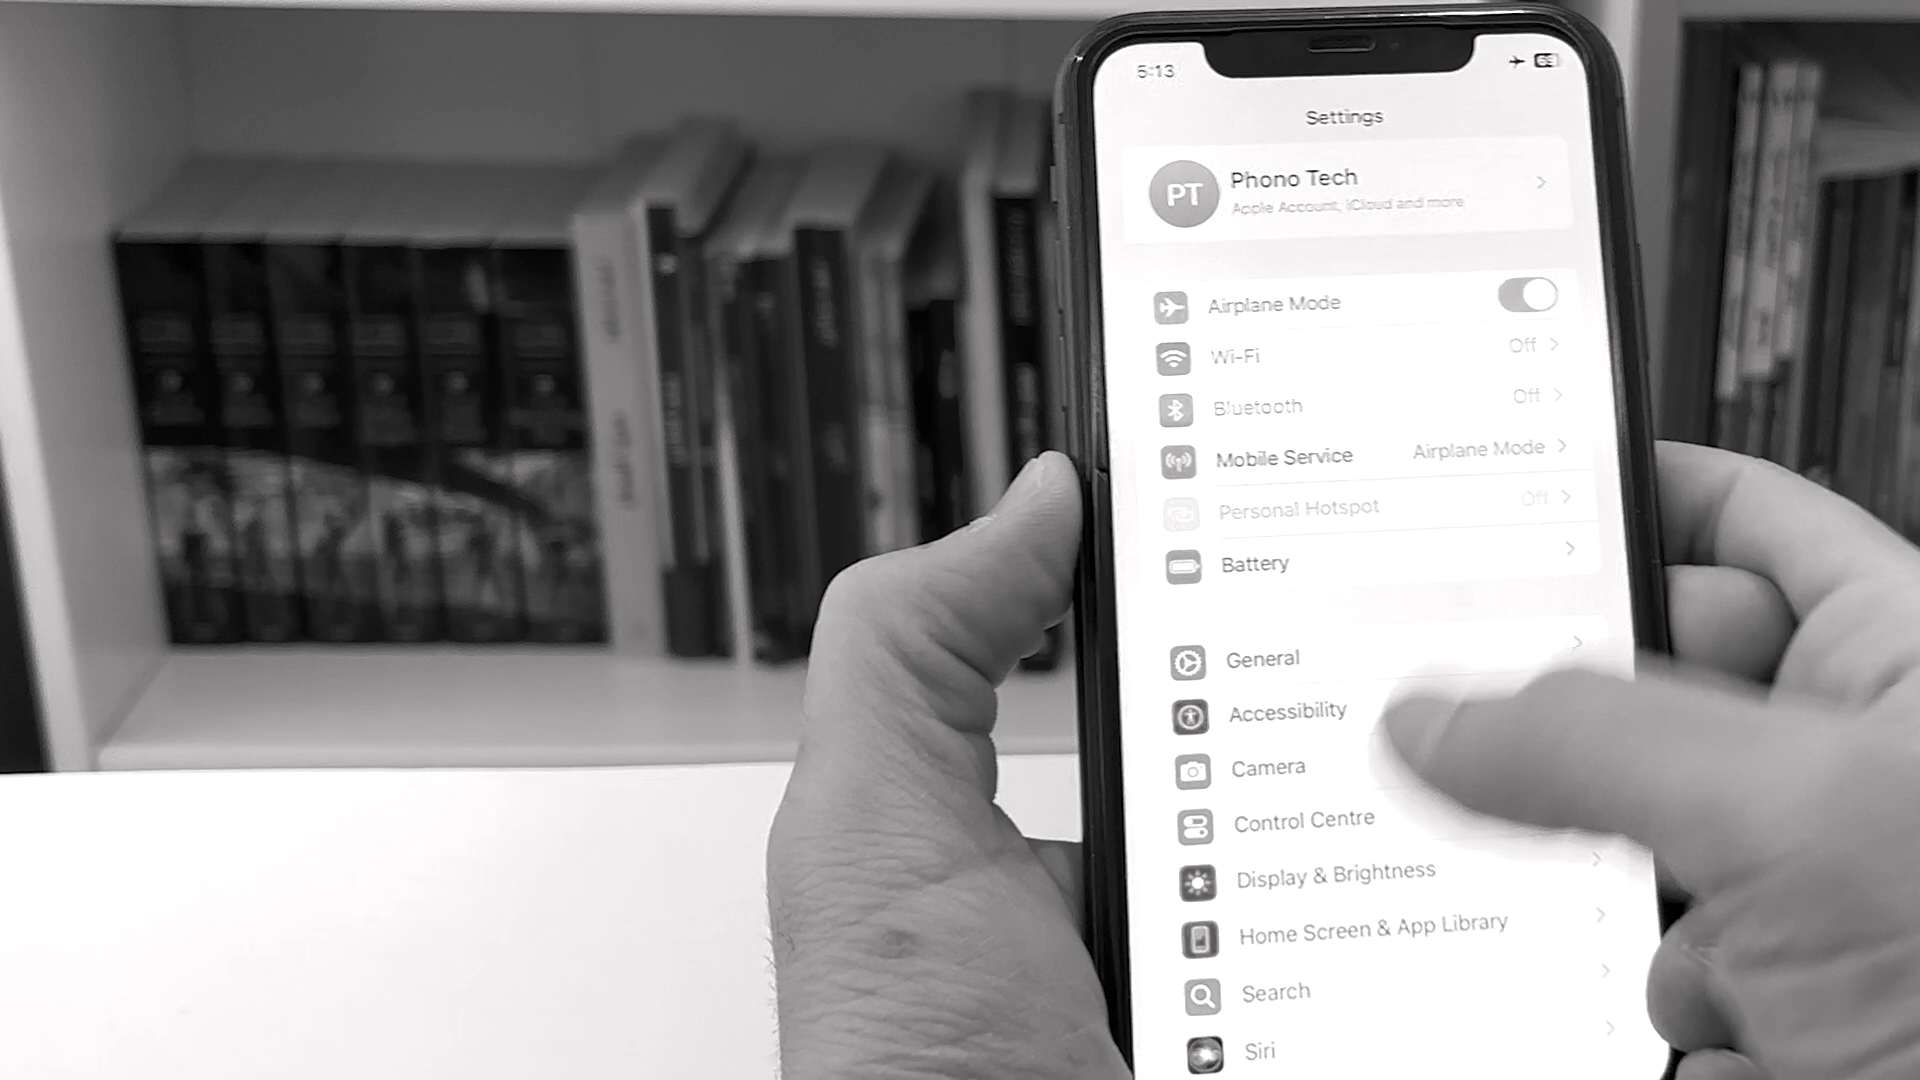 5:13
63
Settings
PT
Phono Tech
Apple Account, iCloud and more
Airplane Mode
Wi-Fi Off
Bluetooth Off
Mobile Service Airplane Mode
Personal Hotspot Off
Battery
General
Accessibility
Camera
Control Centre
Display & Brightness
Home Screen & App Library
Search
Siri